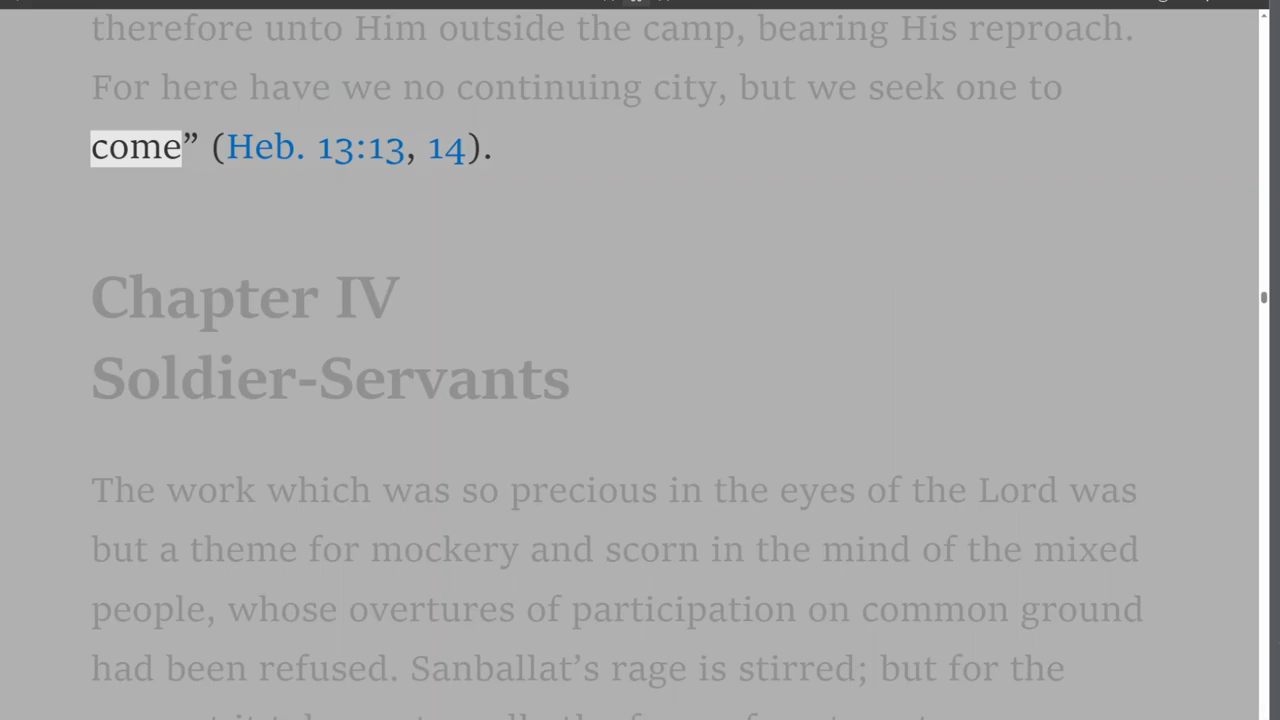 therefore unto Him outside the camp, bearing His reproach.
For here have we no continuing city, but we seek one to
come” (Heb. 13:13, 14).
Chapter IV
Soldier-Servants
The work which was so precious in the eyes of the Lord was
but a theme for mockery and scorn in the mind of the mixed
people, whose overtures of participation on common ground
had been refused. Sanballat’s rage is stirred; but for the